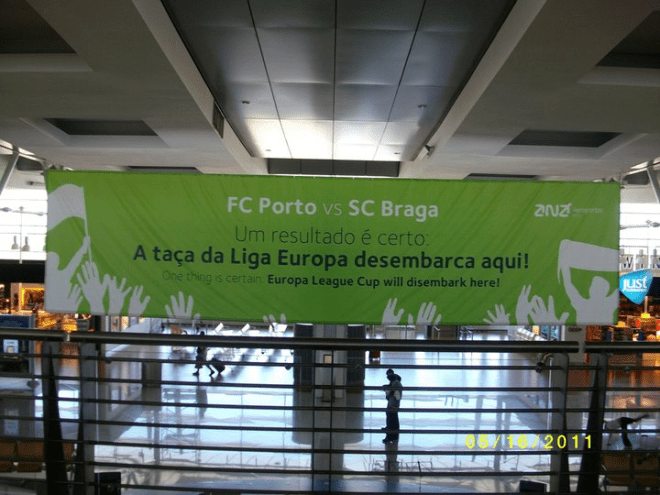 FC Porto vs SC Braga
ANA
Um resultado é certo:
A taça da Liga Europa desembarca aqui!
One thing is certain: Europa League Cup will disembark here!
just
05/16/2011